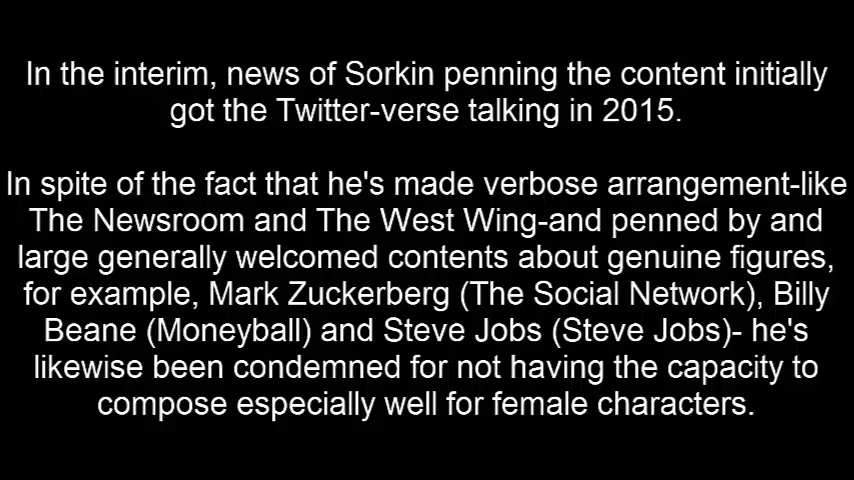 In the interim, news of Sorkin penning the content initially
got the Twitter-verse talking in 2015.
In spite of the fact that he's made verbose arrangement-like
The Newsroom and The West Wing-and penned by and
large generally welcomed contents about genuine figures,
for example, Mark Zuckerberg (The Social Network), Billy
Beane (Moneyball) and Steve Jobs (Steve Jobs)- he's
likewise been condemned for not having the capacity to
compose especially well for female characters.